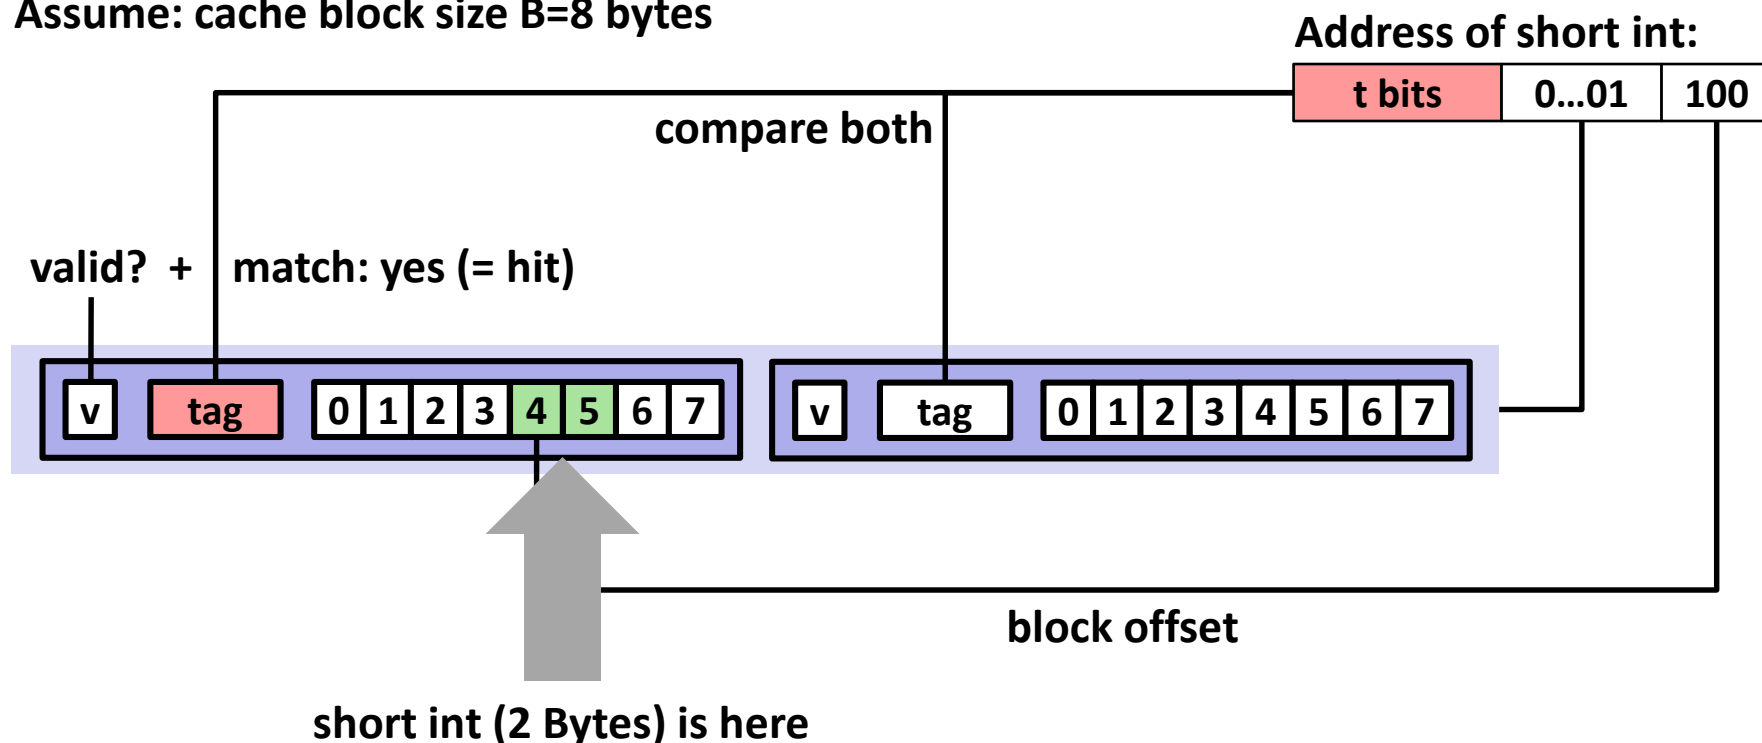 Assume: cache block size B=8 bytes
Address of short int:
t bits 0...01 100
compare both
valid? + match: yes (= hit)
v tag 0 1 2 3 4 5 6 7 v tag 0 1 2 3 4 5 6 7
block offset
short int (2 Bytes) is here